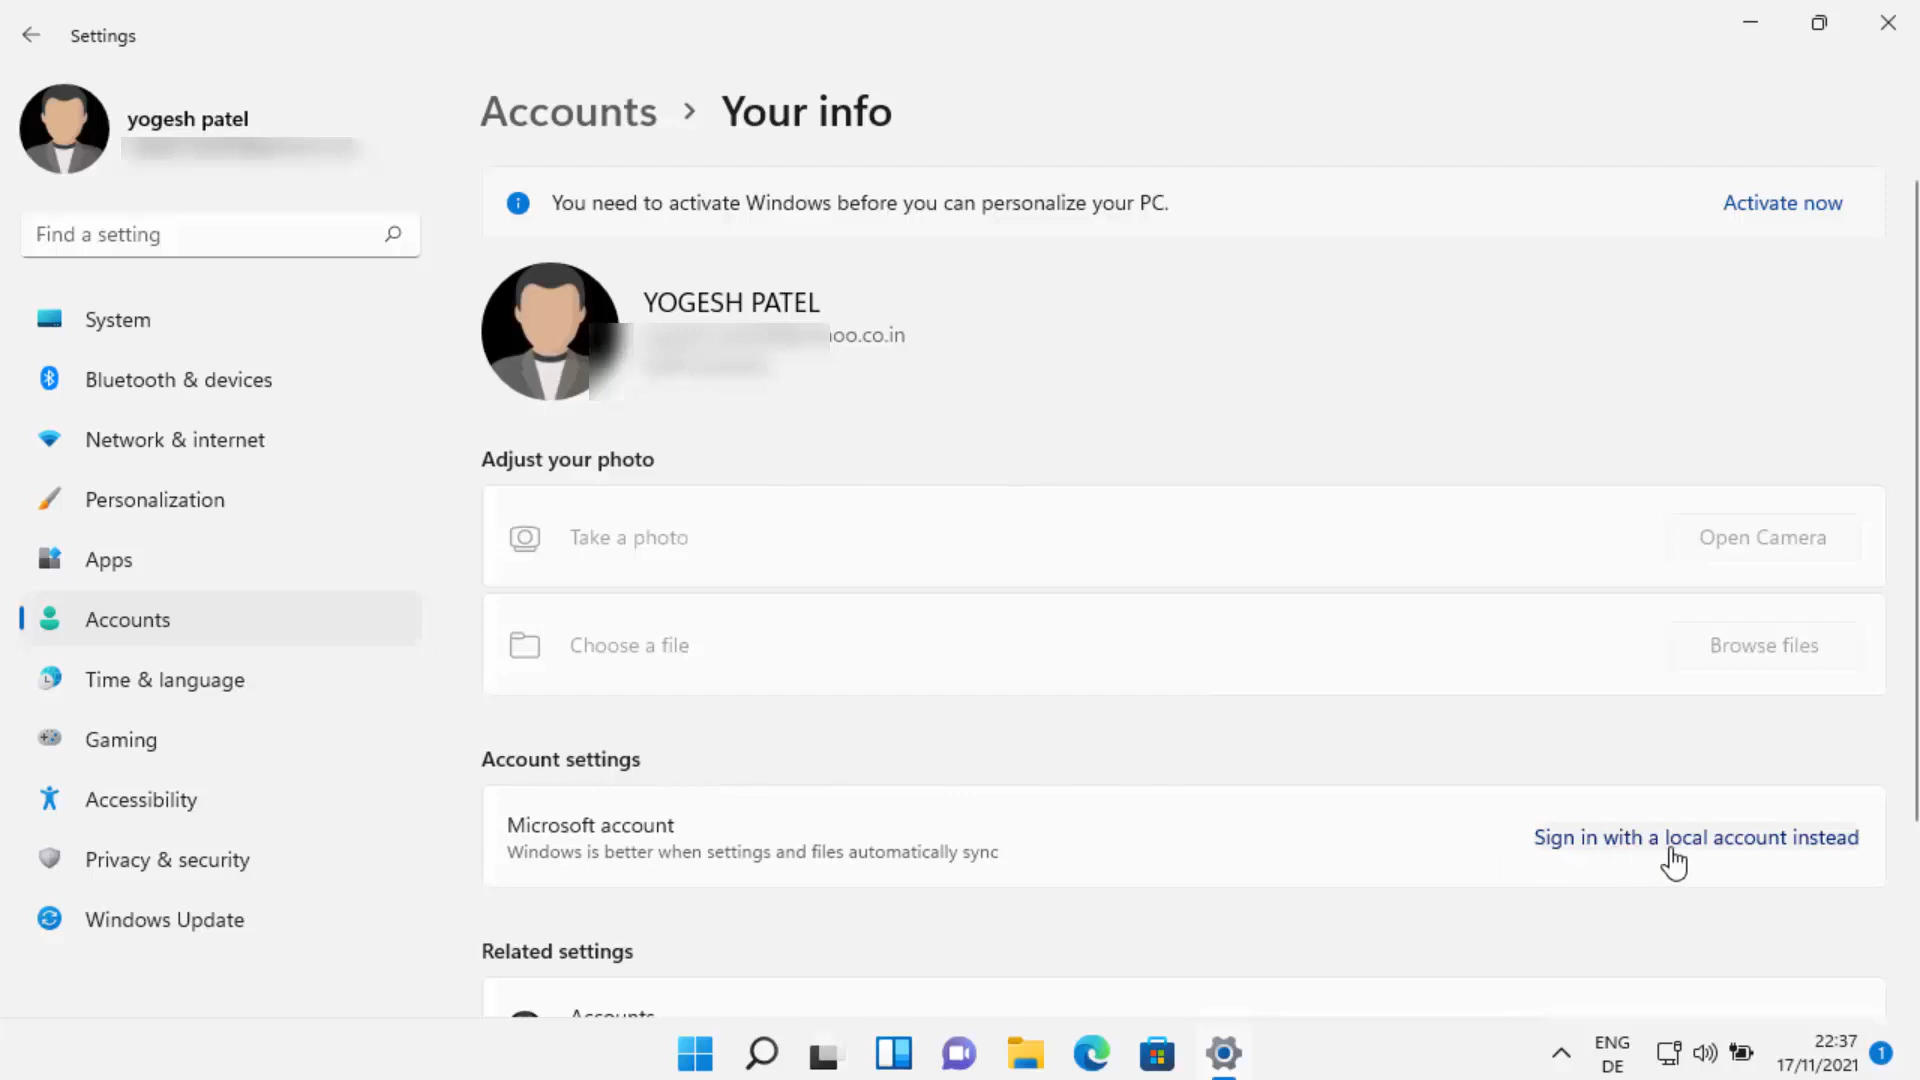 Settings
yogesh patel
Find a setting
System
Bluetooth & devices
Network & internet
Personalization
Apps
Accounts
Time & language
Gaming
Accessibility
Privacy & security
Windows Update
Accounts > Your info
You need to activate Windows before you can personalize your PC.
Activate now
YOGESH PATEL
oo.co.in
Adjust your photo
Take a photo
Open Camera
Choose a file
Browse files
Account settings
Microsoft account
Sign in with a local account instead
Windows is better when settings and files automatically sync
Related settings
Accounts
ENG
DE
22:37
17/11/2021
1